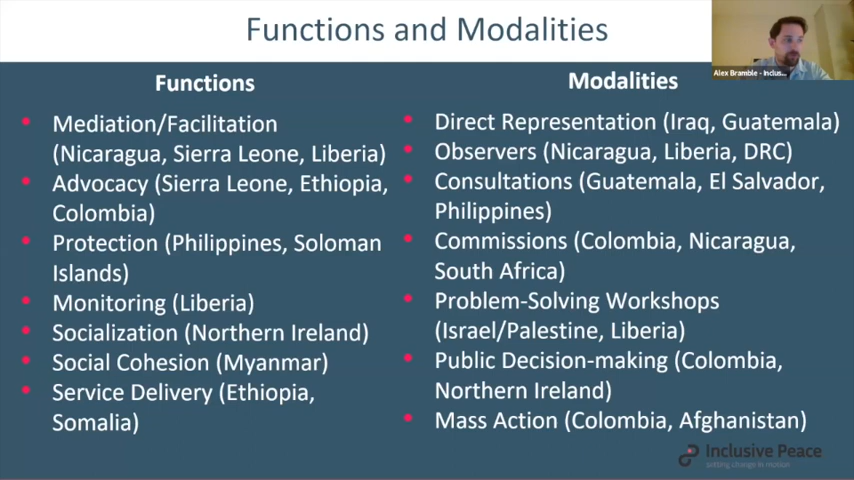 Functions and Modalities
Alex Bramble - Inclus...
Functions
Mediation/Facilitation
(Nicaragua, Sierra Leone, Liberia)
Advocacy (Sierra Leone, Ethiopia,
Colombia)
Protection (Philippines, Soloman
Islands)
Monitoring (Liberia)
Socialization (Northern Ireland)
Social Cohesion (Myanmar)
Service Delivery (Ethiopia,
Somalia)
Modalities
Direct Representation (Iraq, Guatemala)
Observers (Nicaragua, Liberia, DRC)
Consultations (Guatemala, El Salvador,
Philippines)
Commissions (Colombia, Nicaragua,
South Africa)
Problem-Solving Workshops
(Israel/Palestine, Liberia)
Public Decision-making (Colombia,
Northern Ireland)
Mass Action (Colombia, Afghanistan)
Inclusive Peace
putting change in motion